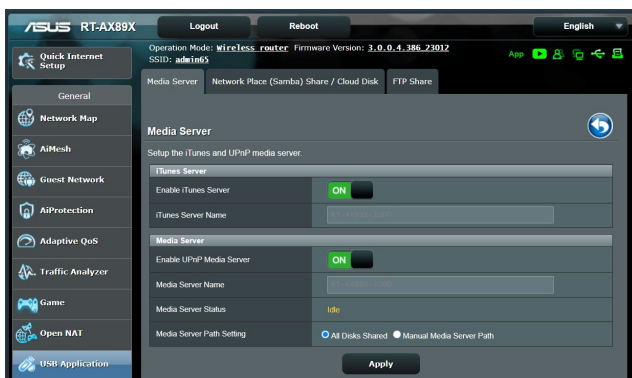 ASUS RT-AX89X Logout Reboot English
Operation Mode: Wireless router Firmware Version: 3.0.0.4.386_23012
SSID: admin65
App
Quick Internet
Setup
General
Network Map
AiMesh
Guest Network
AiProtection
Adaptive QoS
Traffic Analyzer
Game
Open NAT
USB Application
Media Server Network Place (Samba) Share / Cloud Disk FTP Share
Media Server
Setup the iTunes and UPnP media server.
iTunes Server
Enable iTunes Server ON
iTunes Server Name
Media Server
Enable UPnP Media Server ON
Media Server Name
Media Server Status Idle
Media Server Path Setting All Disks Shared Manual Media Server Path
Apply